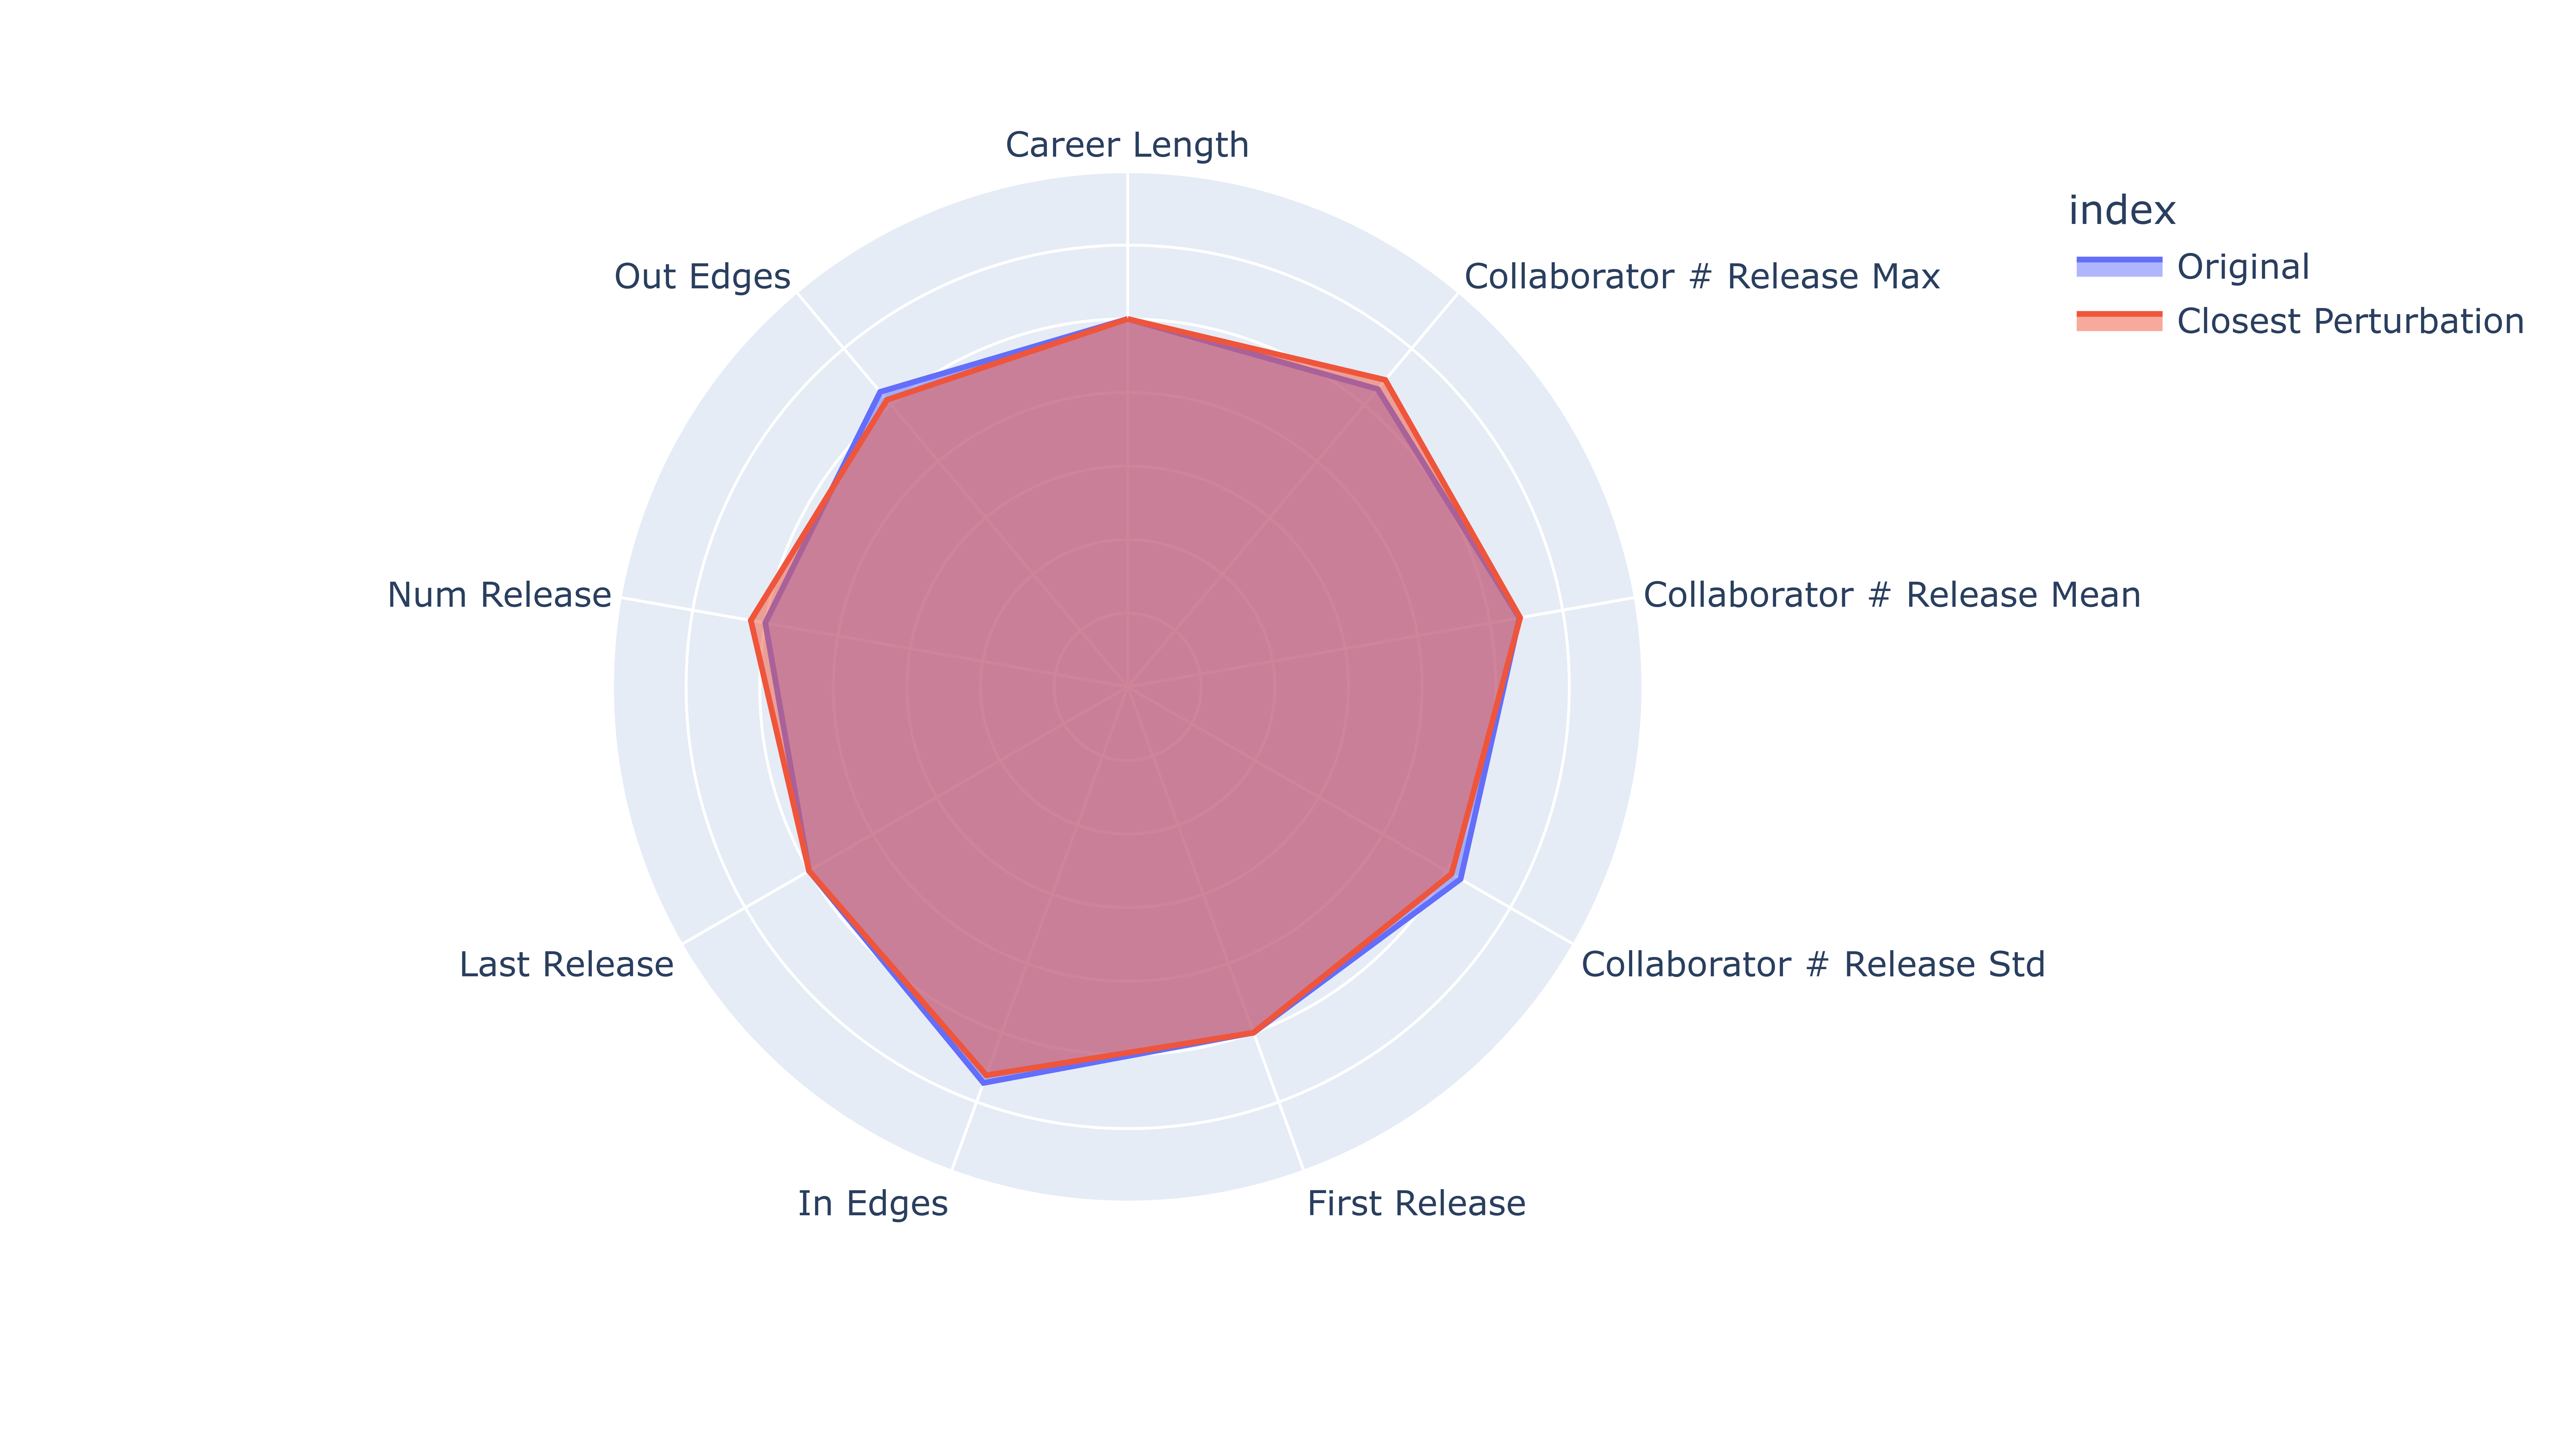 Career Length
Collaborator # Release Max
Collaborator # Release Mean
Collaborator # Release Std
First Release
In Edges
Last Release
Num Release
Out Edges
index
Original
Closest Perturbation